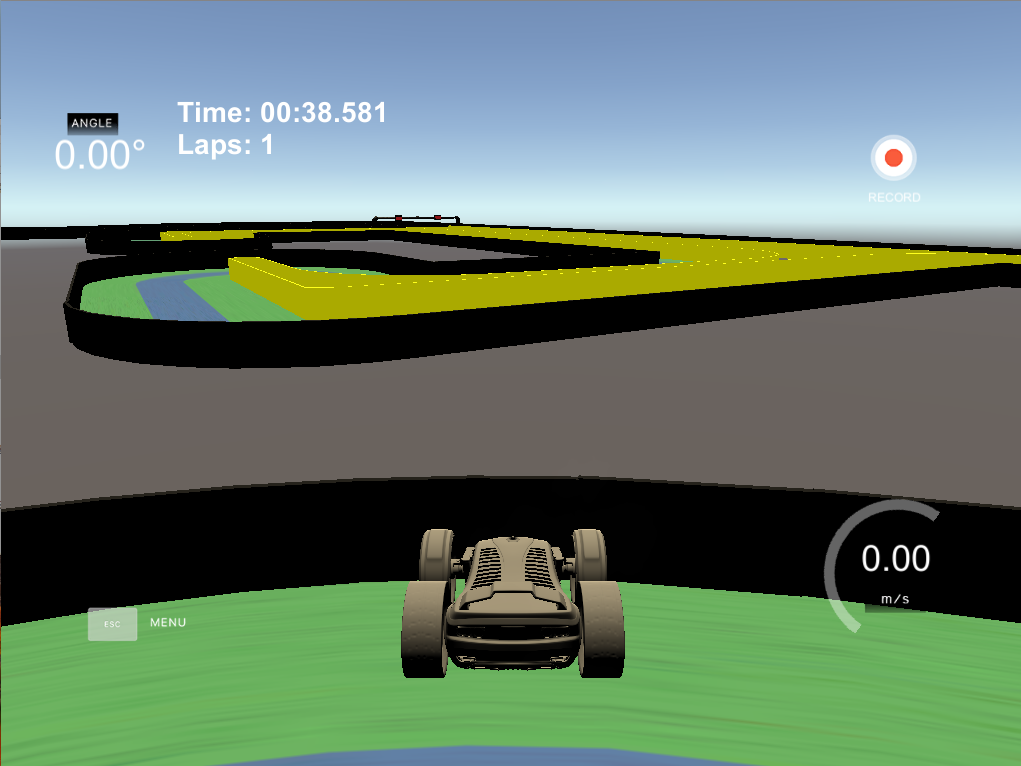 Time: 00:38.581
ANGLE
Laps: 1
0.00°
RECORD
0.00
m/s
ESC
MENU